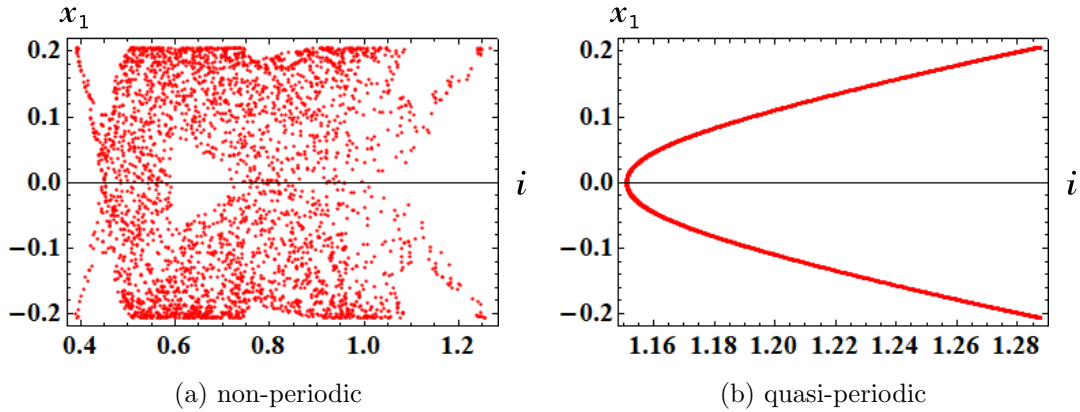 x₁ x₁
0.2 0.2
0.1 0.1
0.0 i 0.0 i
−0.1 −0.1
−0.2 −0.2
0.4 0.6 0.8 1.0 1.2 1.16 1.18 1.20 1.22 1.24 1.26 1.28
(a) non-periodic (b) quasi-periodic